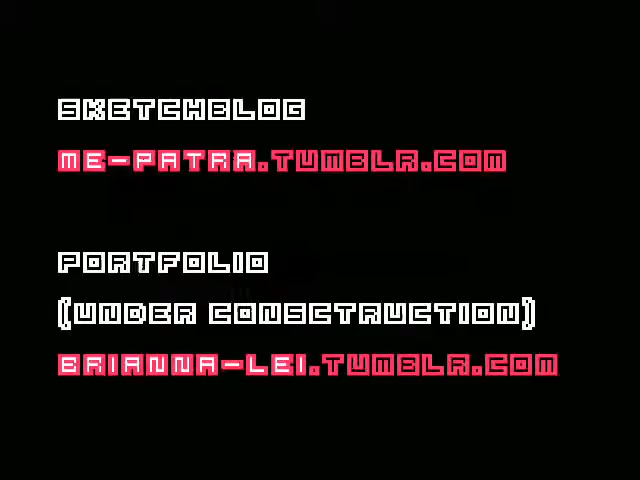 SKETCHBLOG
ME-PATRA.TUMBLR.COM
PORTFOLIO
(UNDER CONSCTRUCTION)
BRIANNA-LEI.TUMBLR.COM